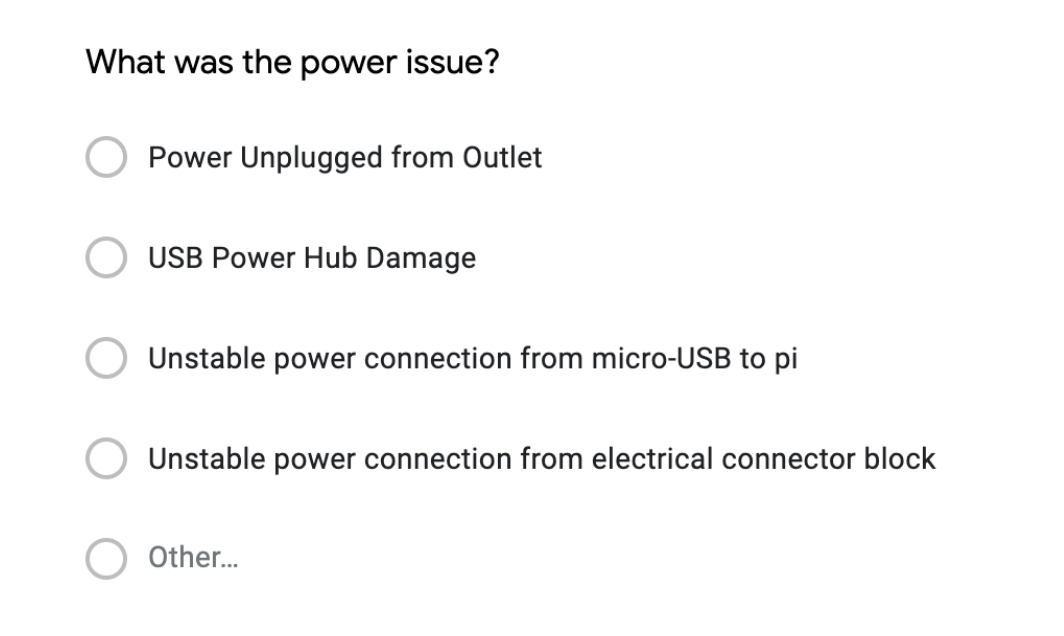 What was the power issue?
Power Unplugged from Outlet
USB Power Hub Damage
Unstable power connection from micro-USB to pi
Unstable power connection from electrical connector block
Other...